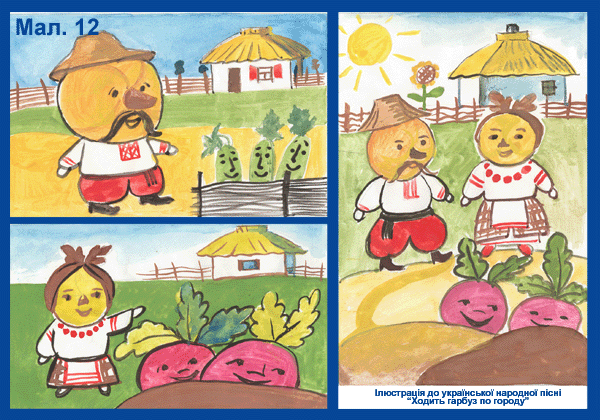 Мал. 12
Ілюстрація до української народної пісні
"Ходить гарбуз по городу"